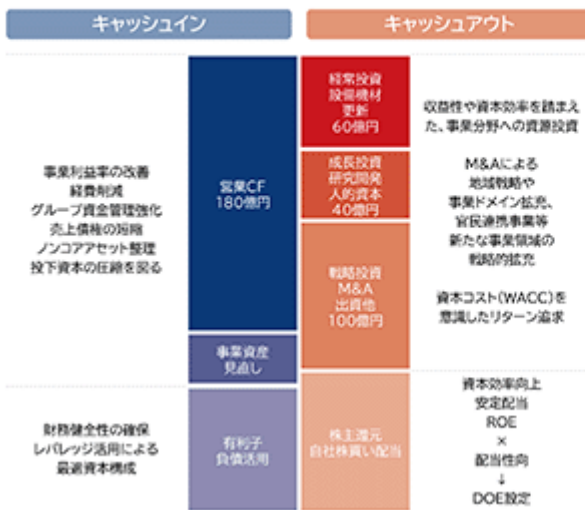 キャッシュイン
キャッシュアウト
事業利益率の改善
経費削減
グループ資金管理強化
売上債権の短縮
ノンコアアセット整理
投下資本の圧縮を図る
財務健全性の確保
レバレッジ活用による
最適資本構成
営業CF
180億円
事業資産
見直し
有利子
負債活用
経常投資
設備機材
更新
60億円
成長投資
研究開発
人的資本
40億円
戦略投資
M&A
出資他
100億円
株主還元
自社株買い配当
収益性や資本効率を踏まえ
た、事業分野への資源投資
M&Aによる
地域戦略や
事業ドメイン拡充、
官民連携事業等
新たな事業領域の
戦略的拡充
資本コスト(WACC)を
意識したリターン追求
資本効率向上
安定配当
ROE
×
配当性向
↓
DOE設定